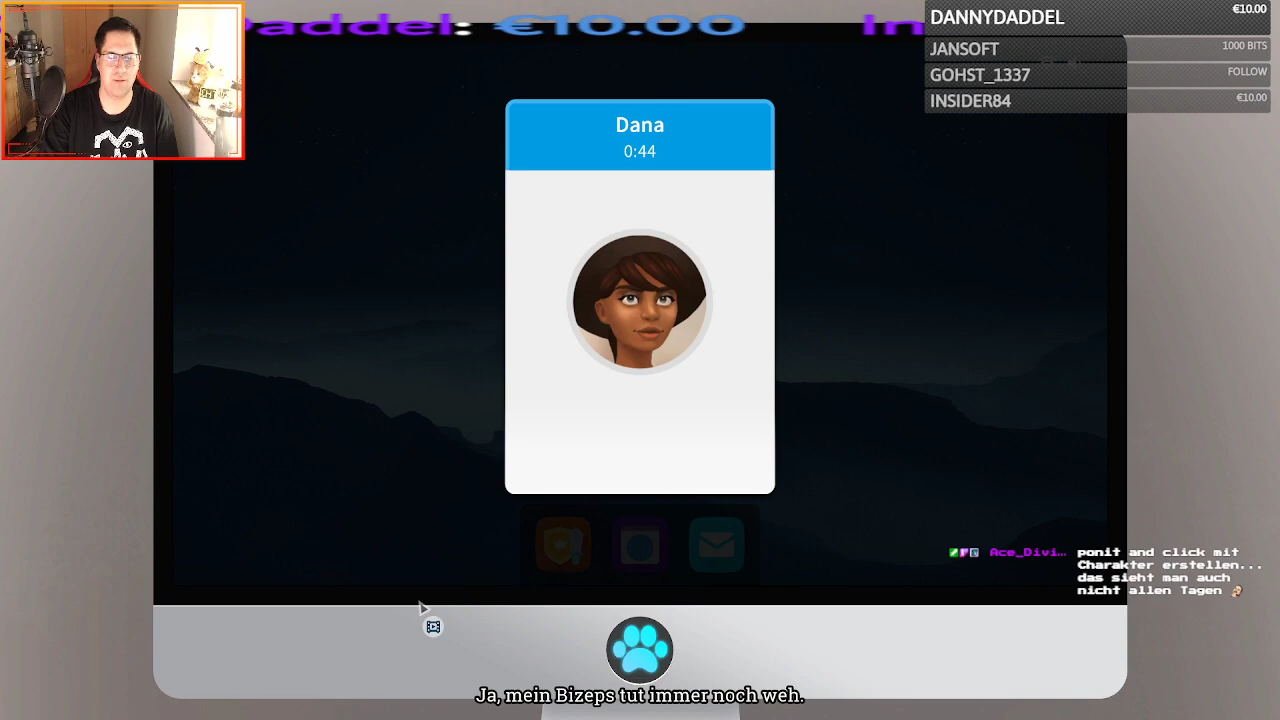 Daddel: €10.00 In
DANNYDADDEL €10.00
JANSOFT 1000 BITS
GOHST_1337 FOLLOW
INSIDER84 €10.00
Dana
0:44
Ace_Divi... ponit and click mit
Charakter erstellen...
das sieht man auch
nicht allen Tagen
Ja, mein Bizeps tut immer noch weh.